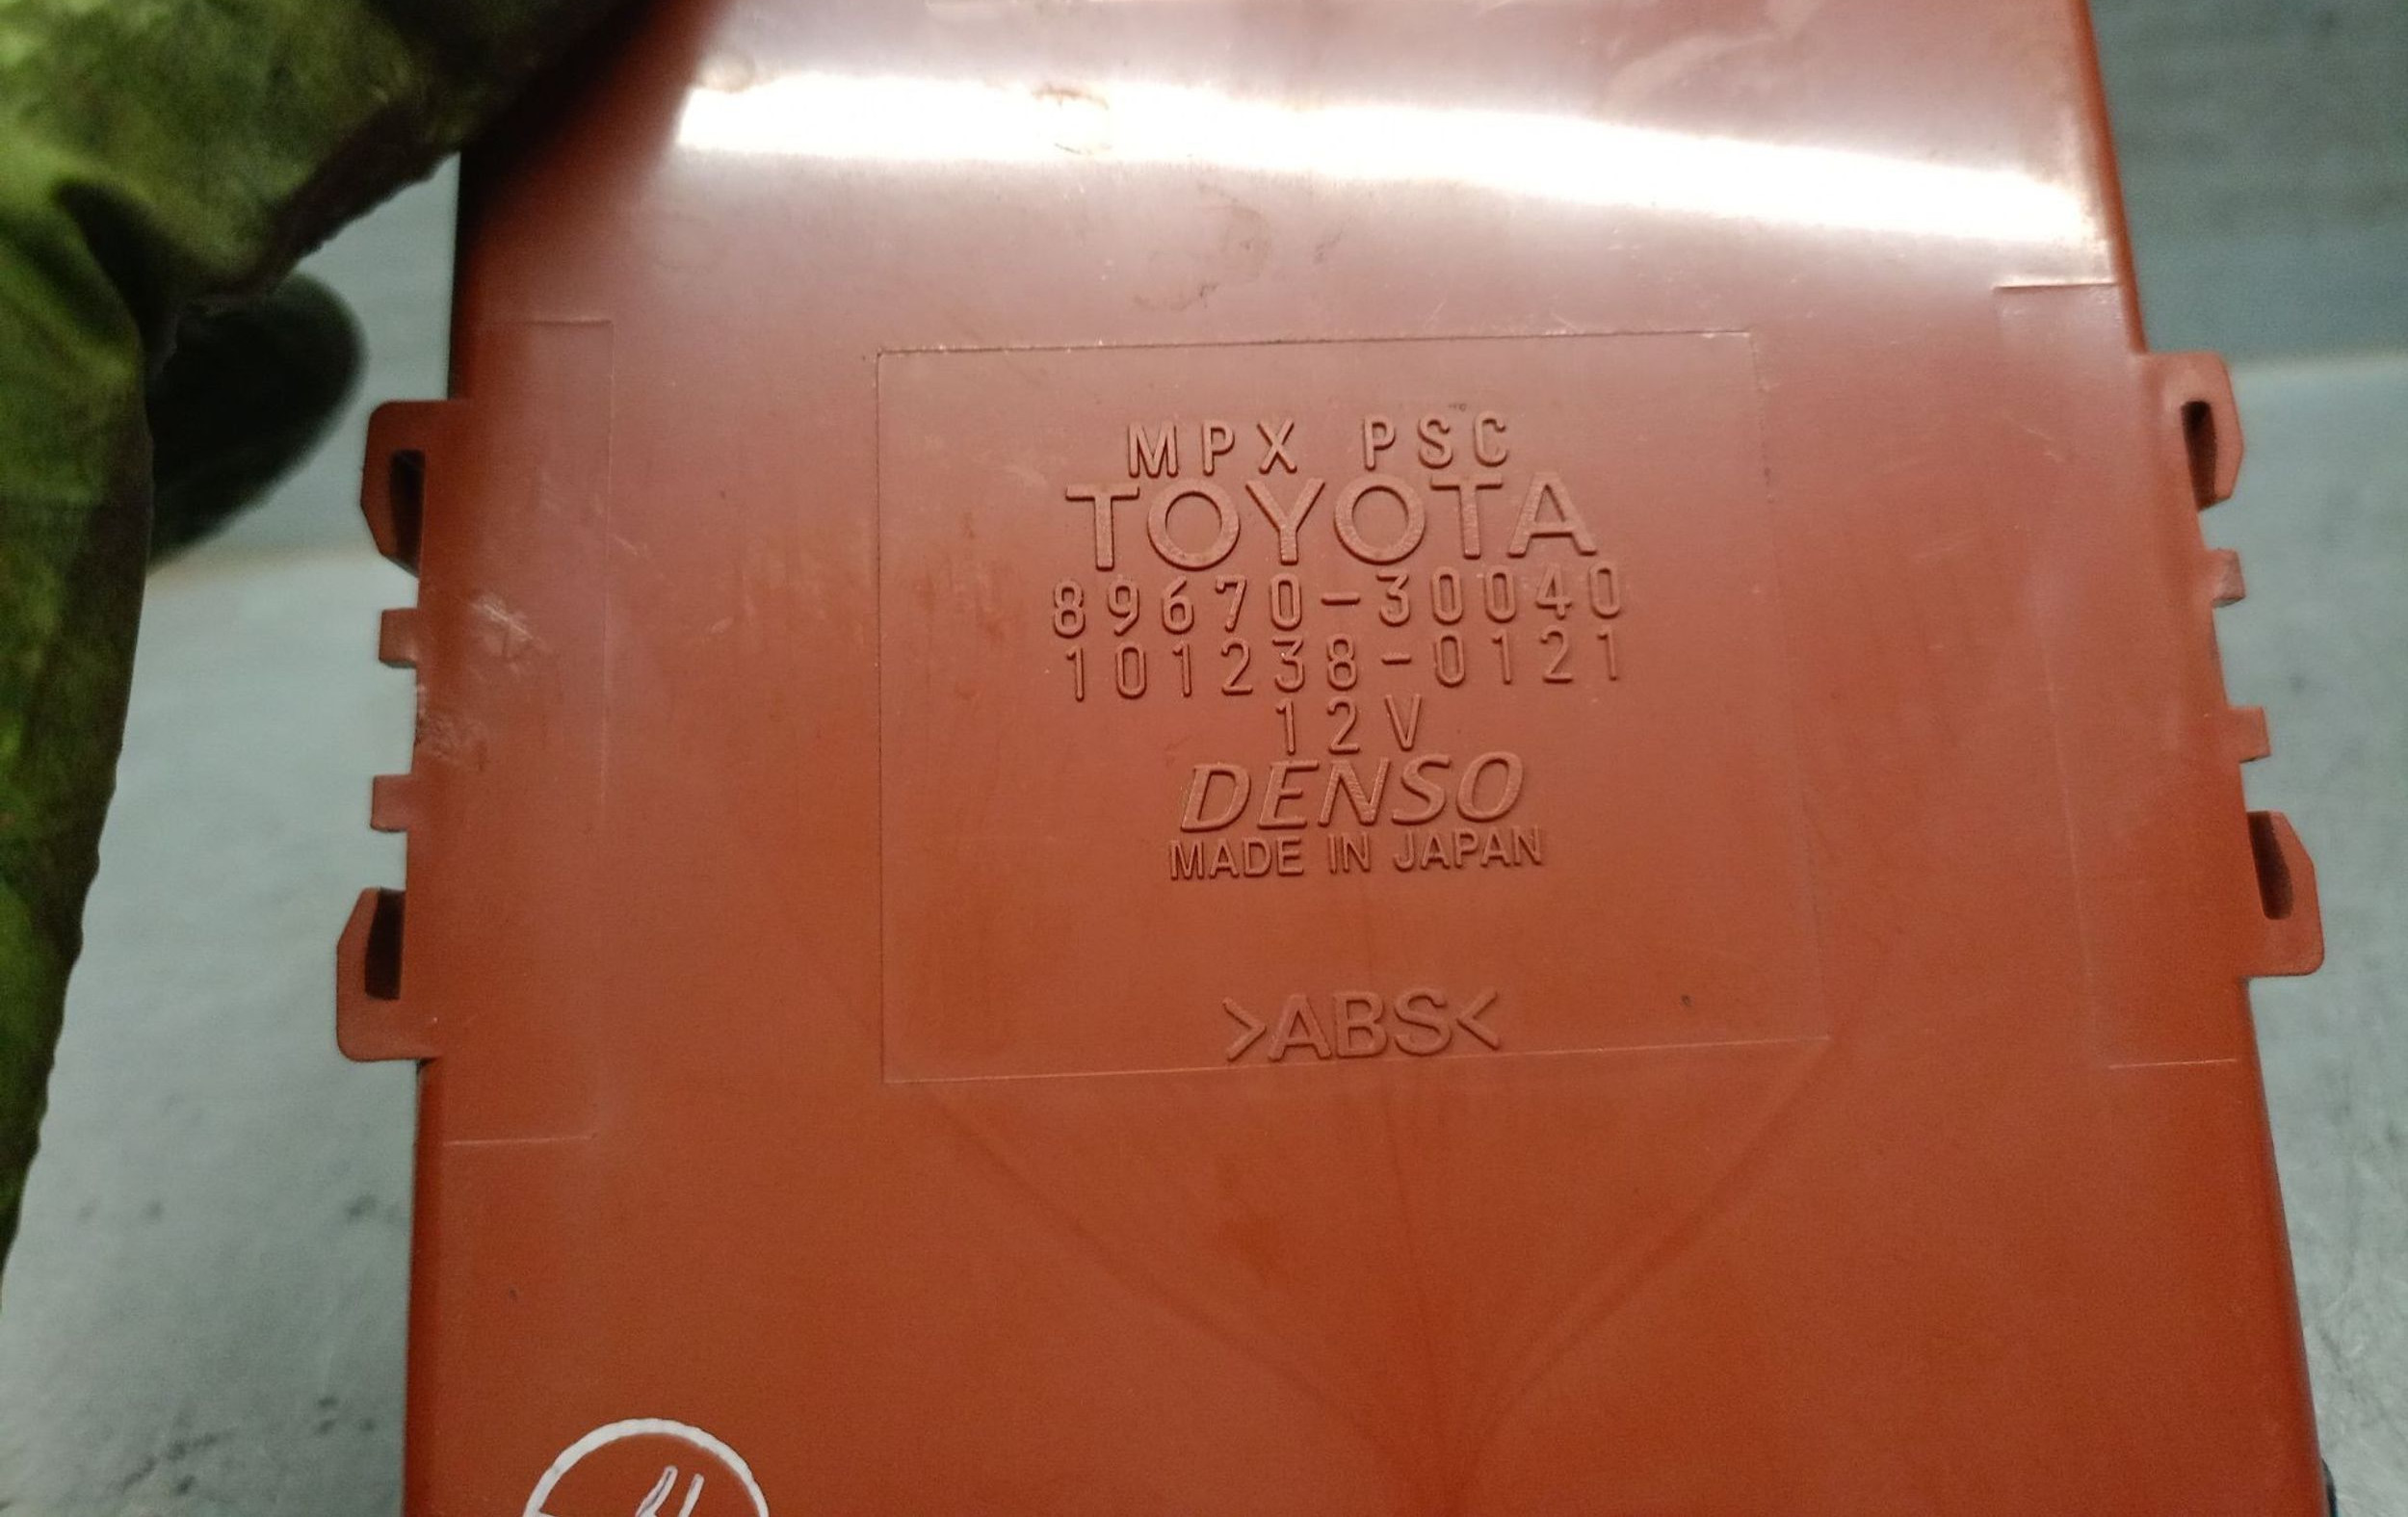 MPX PSC
TOYOTA
89670-30040
101238-0121
12V
DENSO
MADE IN JAPAN
>ABS<